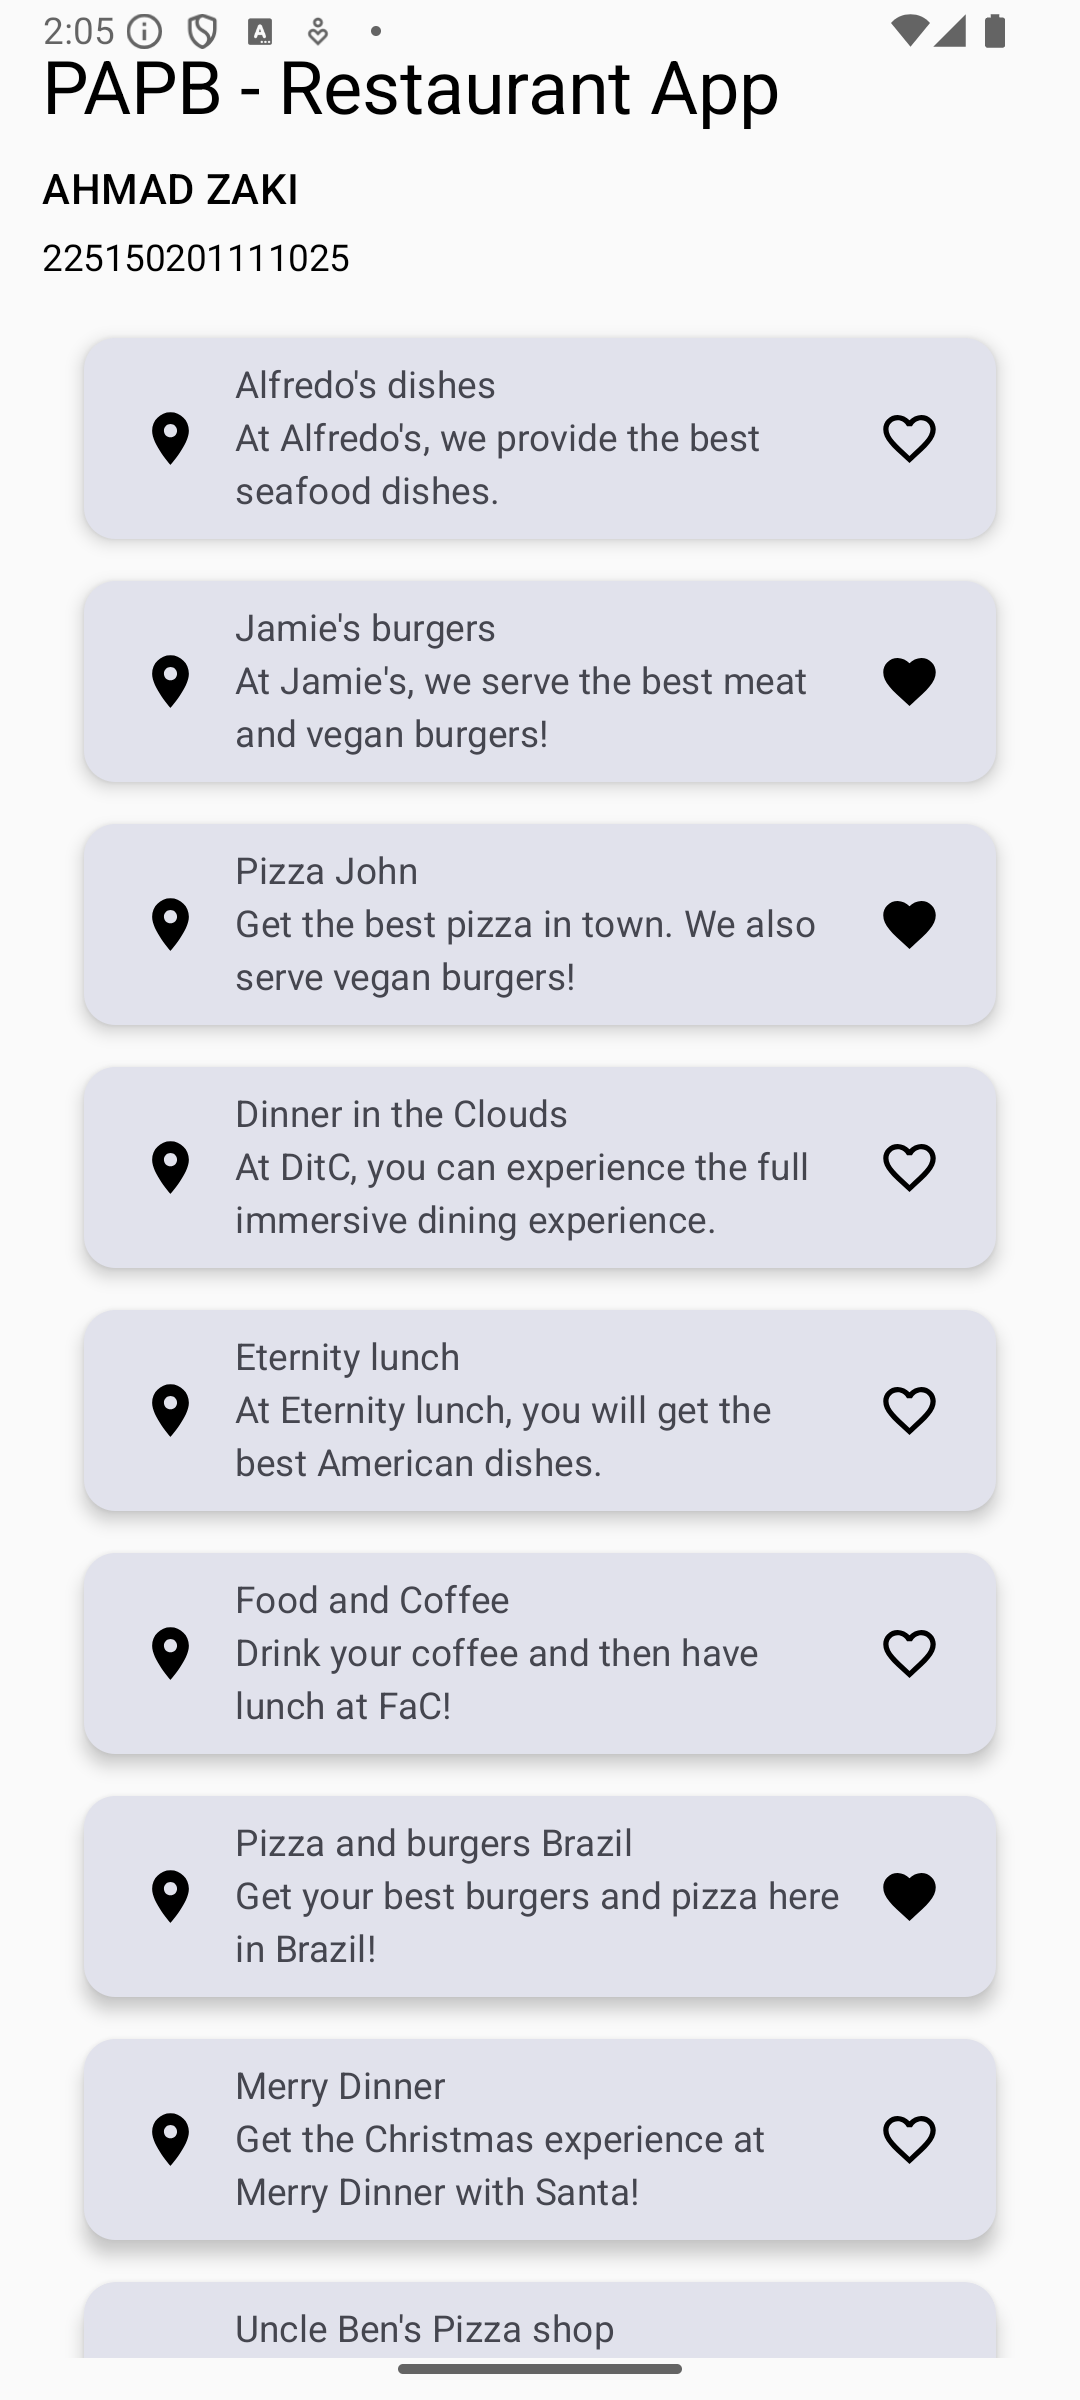 2:05
PAPB - Restaurant App
AHMAD ZAKI
225150201111025
Alfredo's dishes
At Alfredo's, we provide the best
seafood dishes.
Jamie's burgers
At Jamie's, we serve the best meat
and vegan burgers!
Pizza John
Get the best pizza in town. We also
serve vegan burgers!
Dinner in the Clouds
At DitC, you can experience the full
immersive dining experience.
Eternity lunch
At Eternity lunch, you will get the
best American dishes.
Food and Coffee
Drink your coffee and then have
lunch at FaC!
Pizza and burgers Brazil
Get your best burgers and pizza here
in Brazil!
Merry Dinner
Get the Christmas experience at
Merry Dinner with Santa!
Uncle Ben's Pizza shop